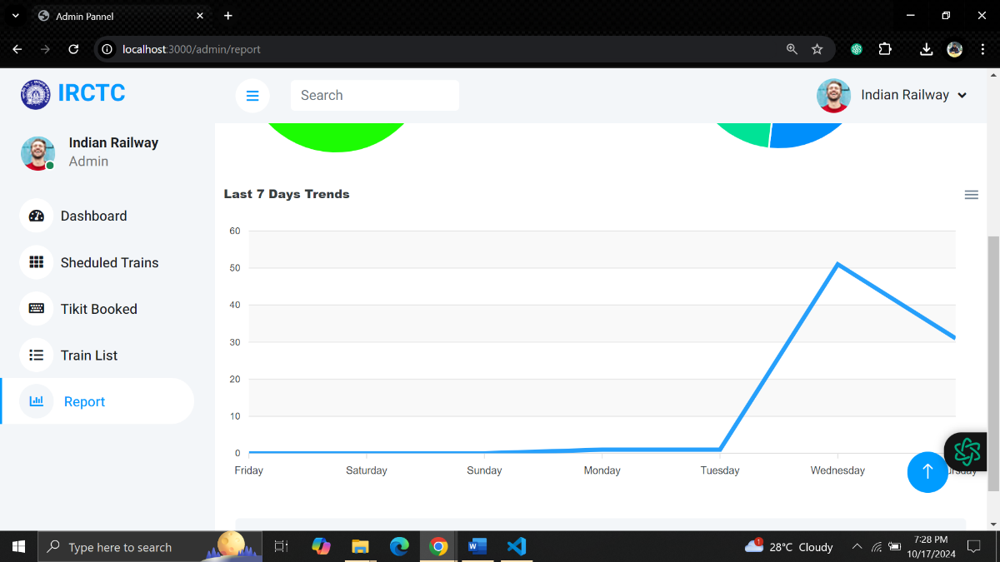 Admin Pannel
localhost:3000/admin/report
IRCTC
Search
Indian Railway
Indian Railway
Admin
Dashboard
Sheduled Trains
Tikit Booked
Train List
Report
Last 7 Days Trends
60
50
40
30
20
10
0
Friday Saturday Sunday Monday Tuesday Wednesday
Type here to search
1
28°C Cloudy
7:28 PM
10/17/2024